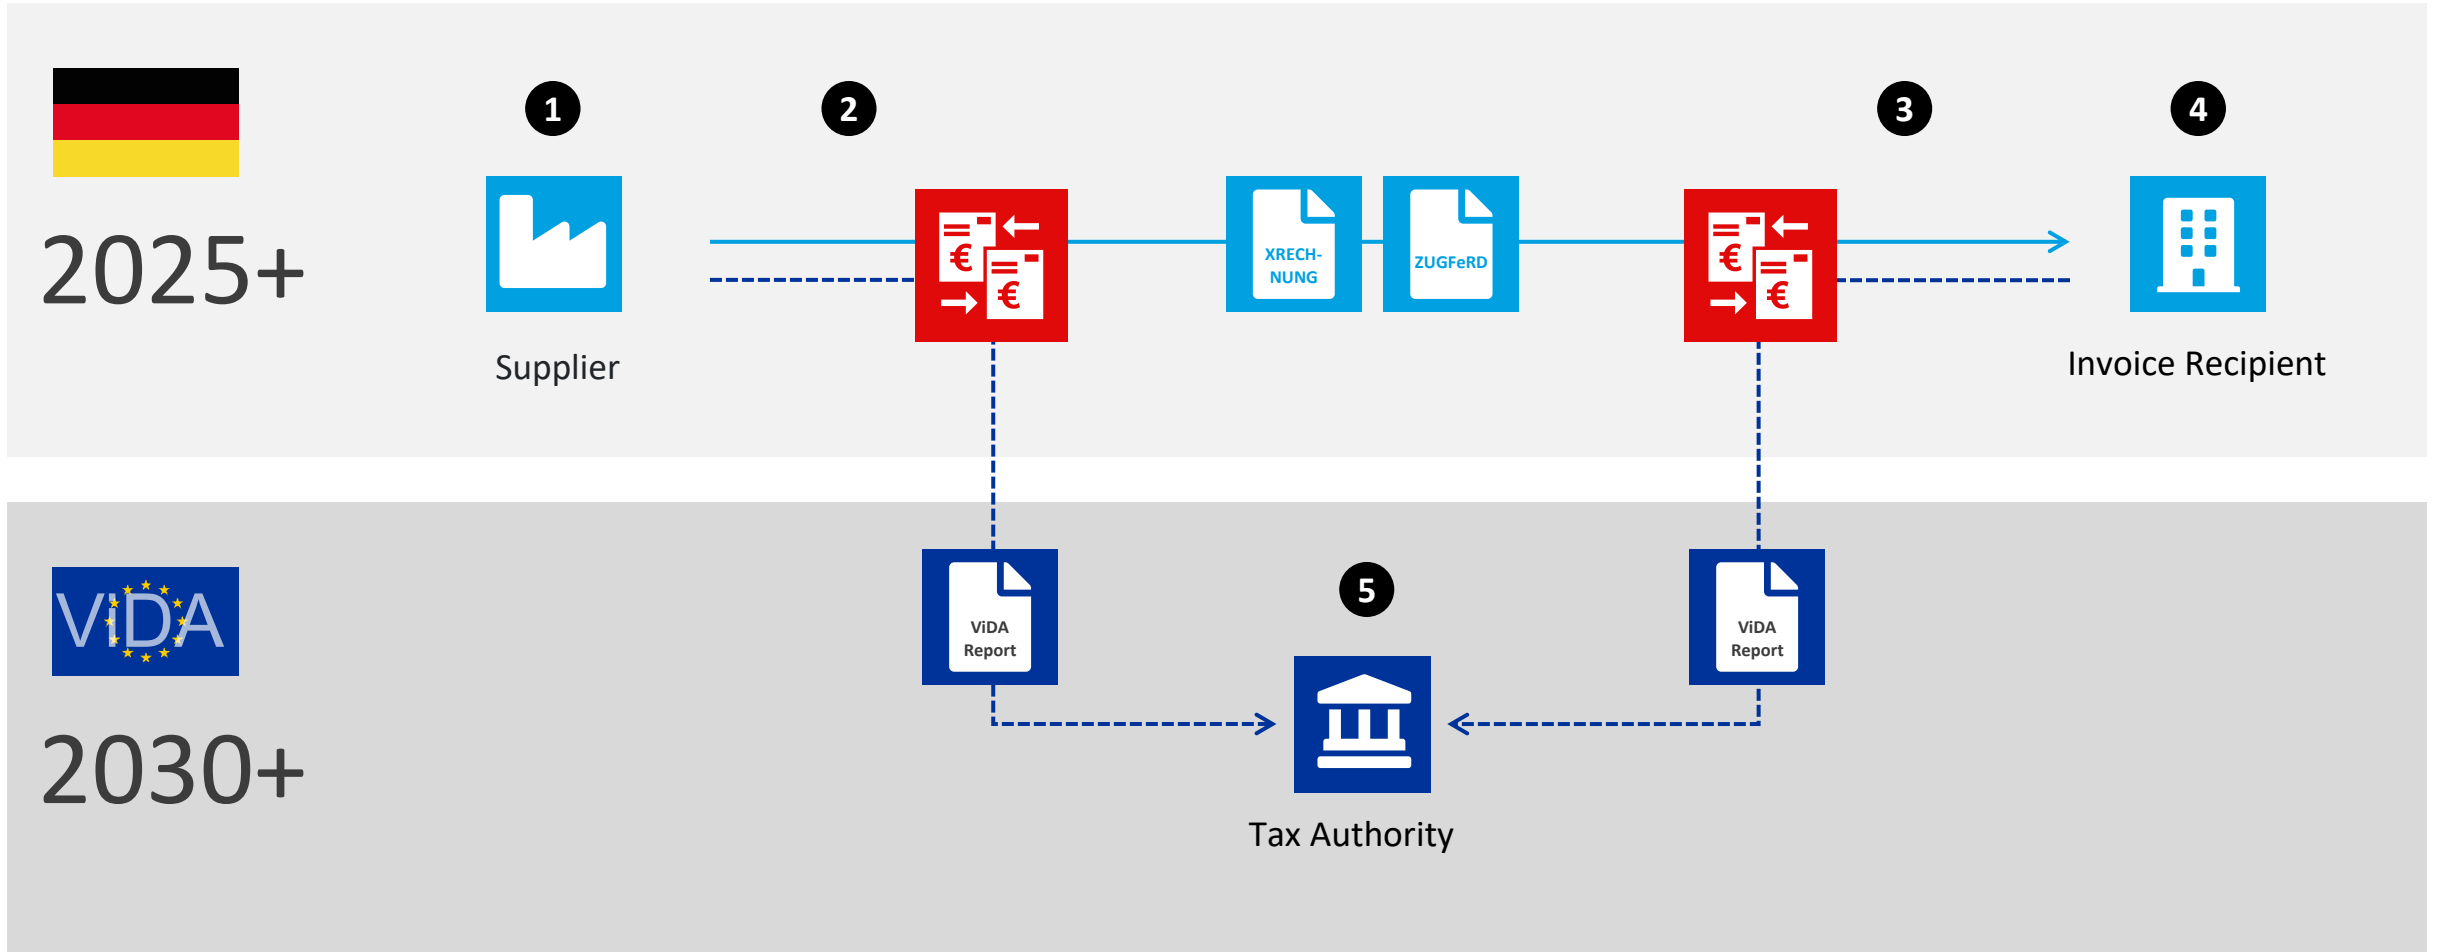 1
2
3
4
2025+
€
€
XRECH-
NUNG
ZUGFeRD
€
€
Supplier
Invoice Recipient
ViDA
2030+
ViDA
Report
5
ViDA
Report
Tax Authority